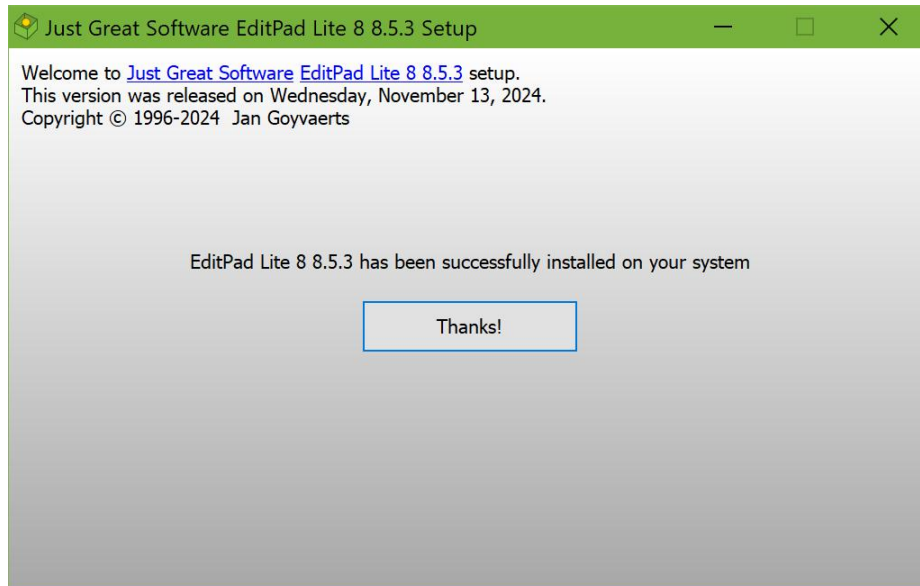 Just Great Software EditPad Lite 8 8.5.3 Setup
Welcome to Just Great Software EditPad Lite 8 8.5.3 setup.
This version was released on Wednesday, November 13, 2024.
Copyright © 1996-2024  Jan Goyvaerts
EditPad Lite 8 8.5.3 has been successfully installed on your system
Thanks!